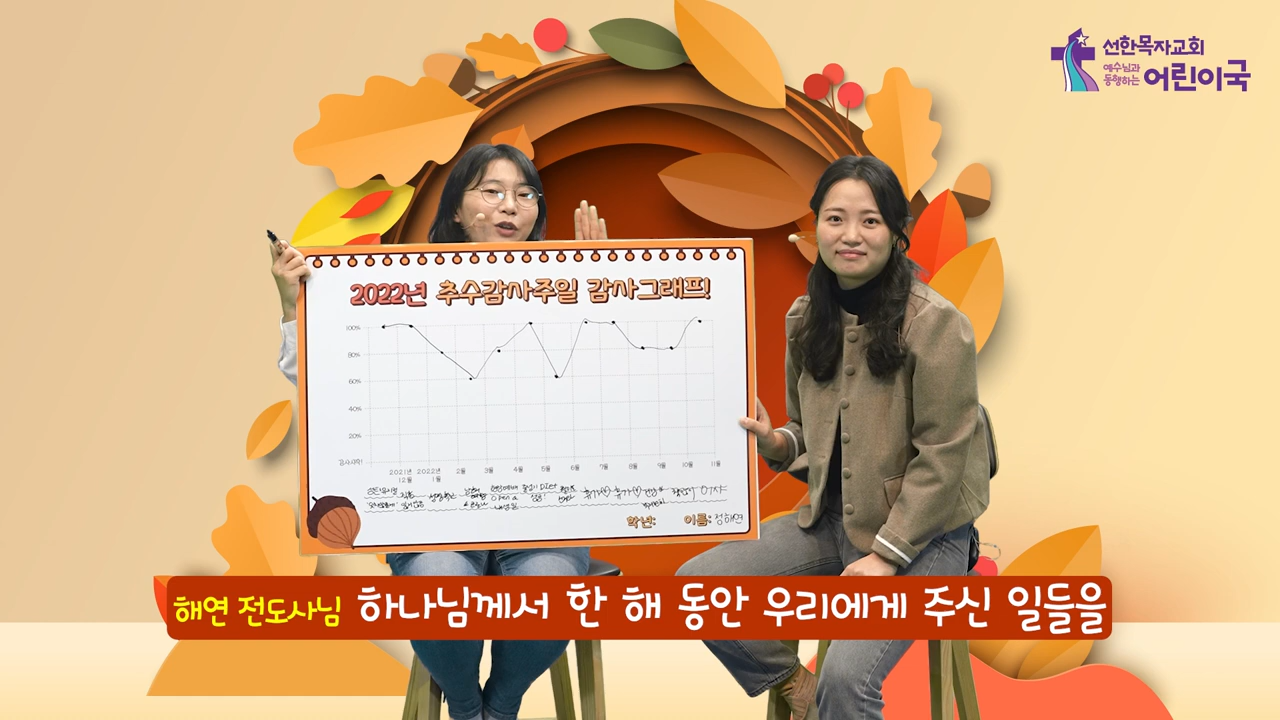 선한목자교회
예수님과
동행하는
어린이국
2022년 추수감사주일 감사그래프!
100%
80%
60%
40%
20%
감사시작!
2021년 12월
2022년 1월
2월
3월
4월
5월
6월
7월
8월
9월
10월
11월
학년:
이름: 정해연
해연 전도사님 하나님께서 한 해 동안 우리에게 주신 일들을